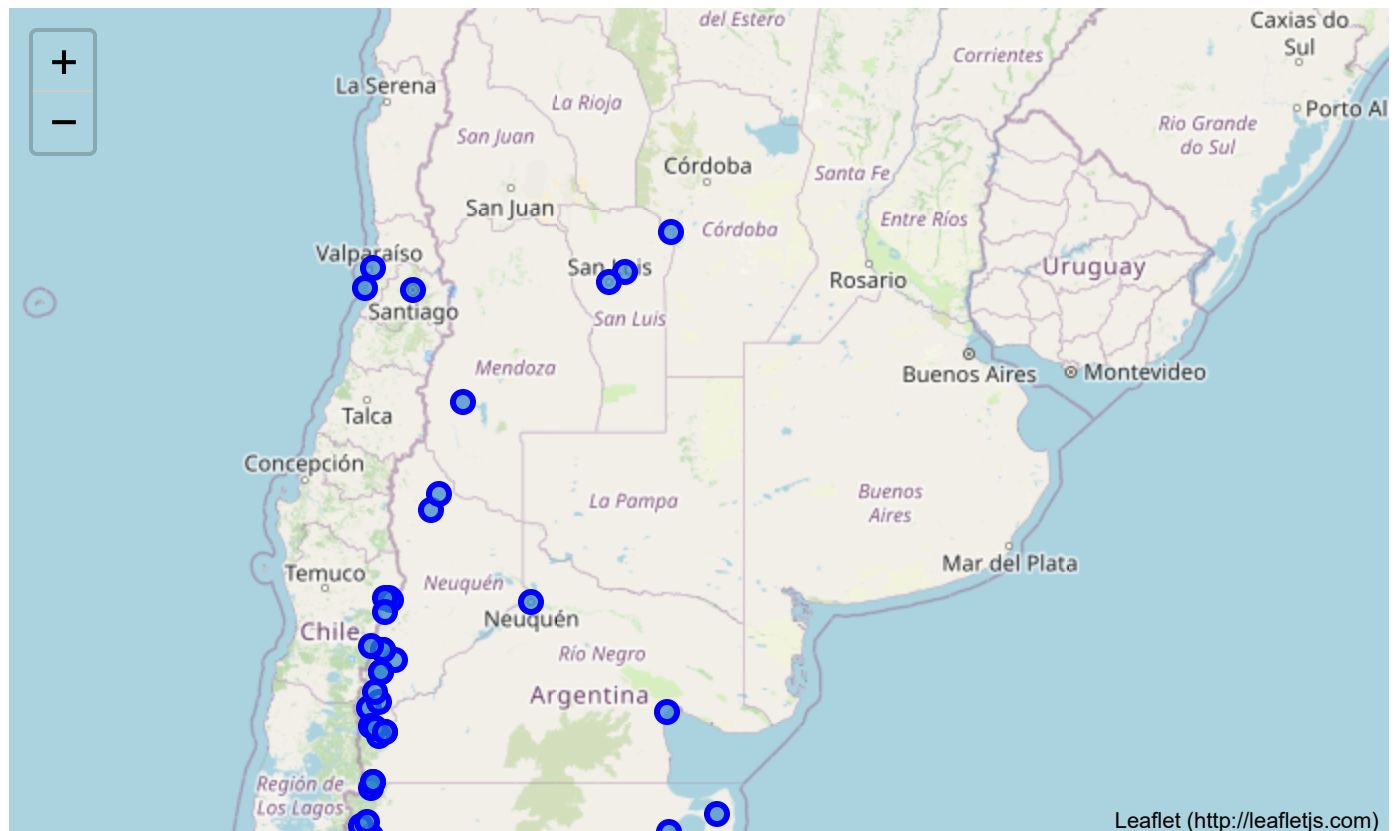 +
−
del Estero
Caxias do
Sul
Corrientes
La Serena
La Rioja
Porto Al
San Juan
Rio Grande
do Sul
Córdoba
Santa Fe
San Juan
Entre Ríos
Córdoba
Valparaíso
San Luis
Uruguay
Rosario
Santiago
San Luis
Mendoza
Buenos Aires
Montevideo
Talca
Concepción
La Pampa
Buenos
Aires
Mar del Plata
Temuco
Neuquén
Neuquén
Chile
Río Negro
Argentina
Región de
Los Lagos
Leaflet (http://leafletjs.com)